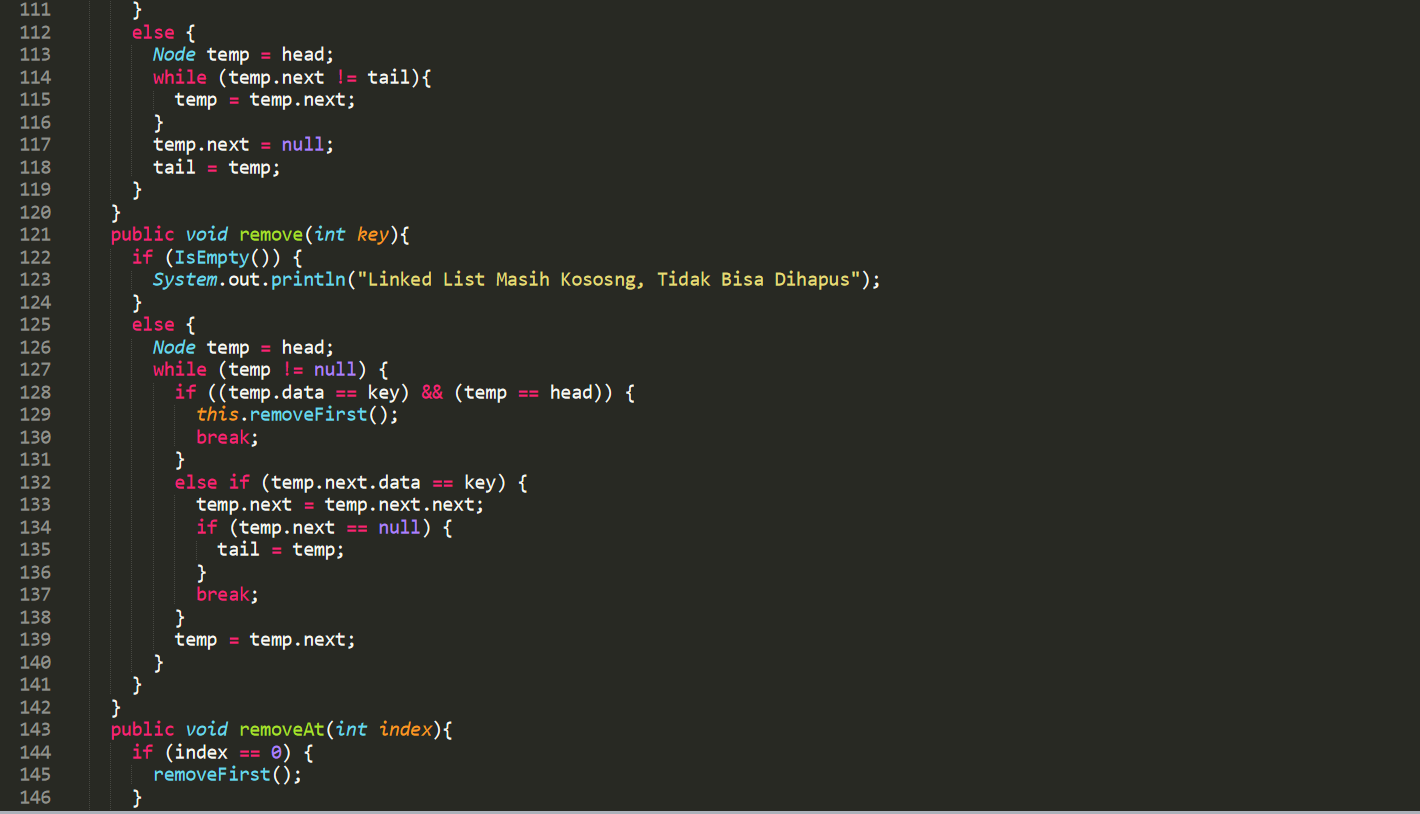 111 }
112 else {
113 Node temp = head;
114 while (temp.next != tail){
115 temp = temp.next;
116 }
117 temp.next = null;
118 tail = temp;
119 }
120 }
121 public void remove(int key){
122 if (IsEmpty()) {
123 System.out.println("Linked List Masih Kososng, Tidak Bisa Dihapus");
124 }
125 else {
126 Node temp = head;
127 while (temp != null) {
128 if ((temp.data == key) && (temp == head)) {
129 this.removeFirst();
130 break;
131 }
132 else if (temp.next.data == key) {
133 temp.next = temp.next.next;
134 if (temp.next == null) {
135 tail = temp;
136 }
137 break;
138 }
139 temp = temp.next;
140 }
141 }
142 }
143 public void removeAt(int index){
144 if (index == 0) {
145 removeFirst();
146 }